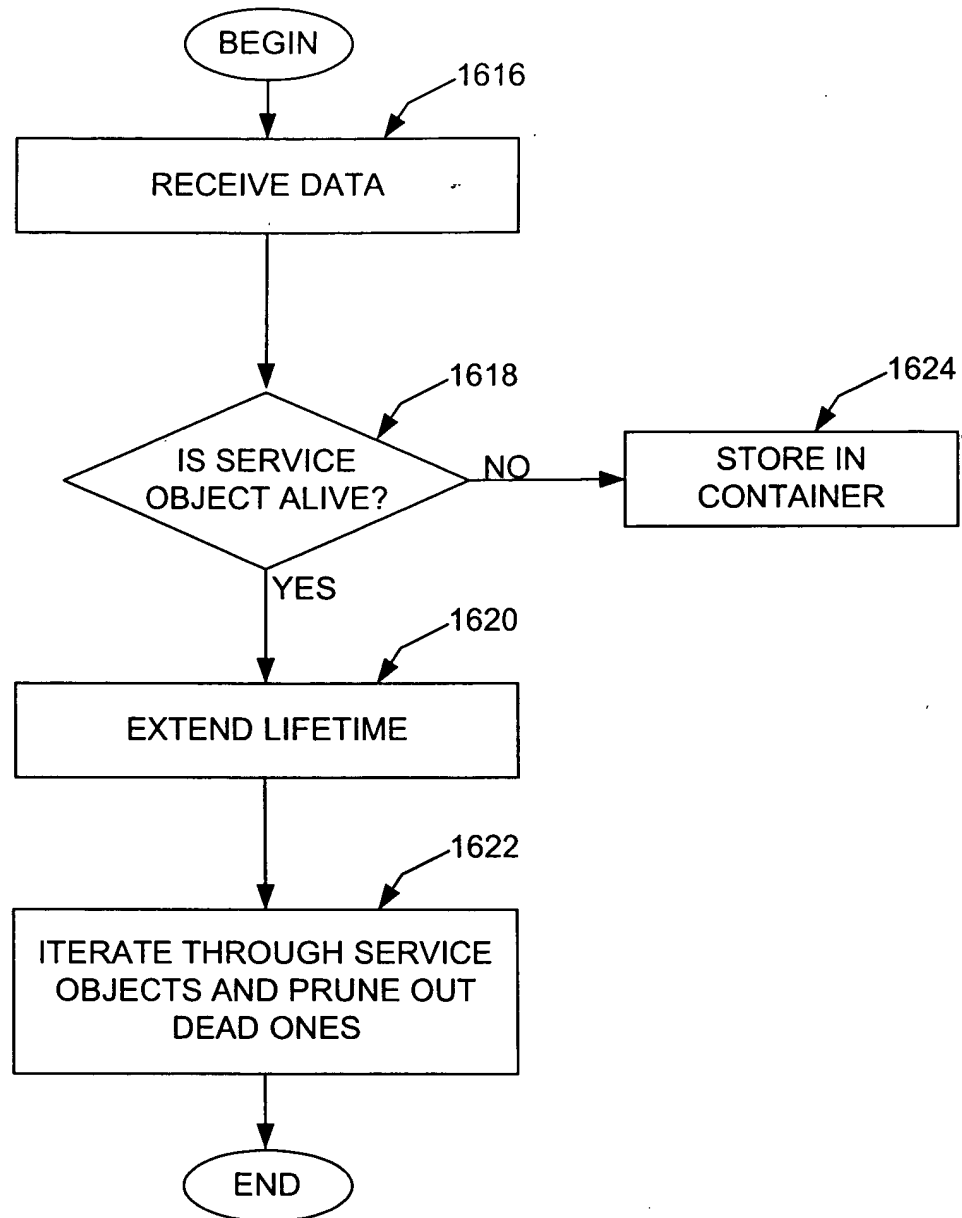 BEGIN
1616
RECEIVE DATA
1618
IS SERVICE
OBJECT ALIVE?
NO
1624
STORE IN
CONTAINER
YES
1620
EXTEND LIFETIME
1622
ITERATE THROUGH SERVICE
OBJECTS AND PRUNE OUT
DEAD ONES
END